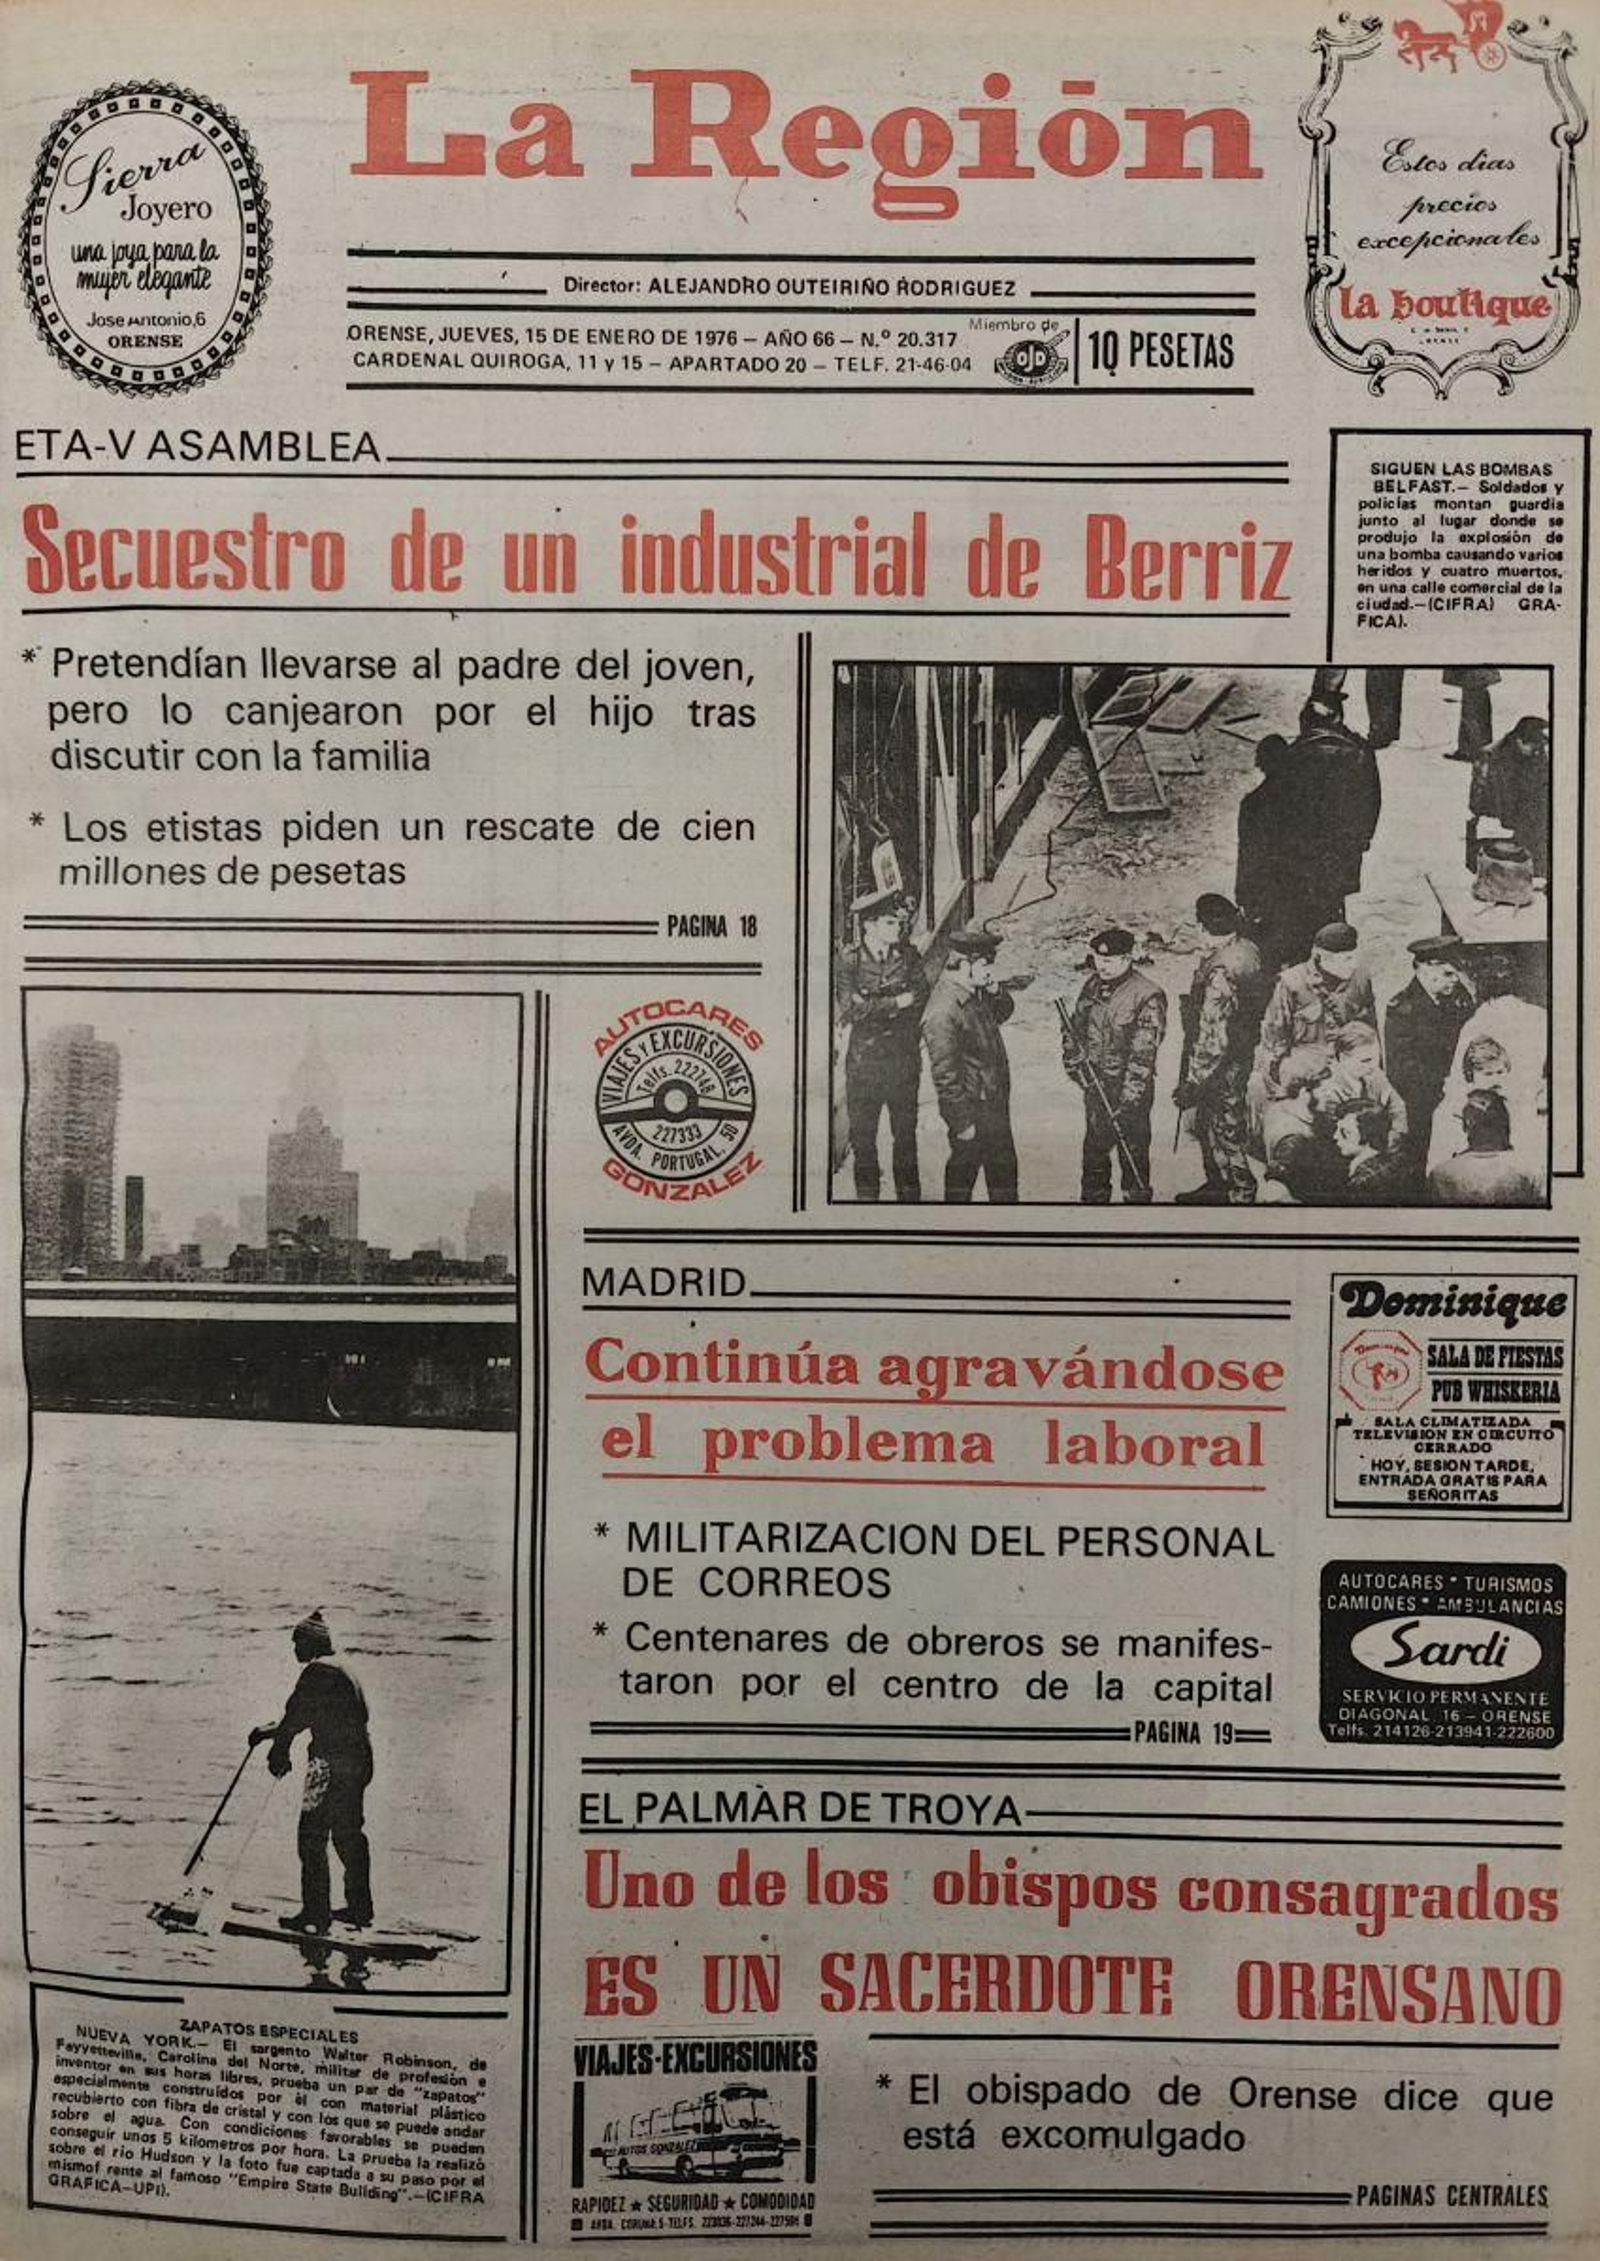 Sierra
Joyero
una joya para la
mujer elegante
Jose Antonio, 6
ORENSE
La Región
Director: ALEJANDRO OUTEIRIÑO RODRIGUEZ
ORENSE, JUEVES, 15 DE ENERO DE 1976 – AÑO 66 – N.º 20.317
CARDENAL QUIROGA, 11 y 15 – APARTADO 20 – TELF. 21-46-04
Miembro de
OJD
10 PESETAS
Estos dias
precios
excepcionales
la boutique
ETA-V ASAMBLEA
Secuestro de un industrial de Berriz
* Pretendían llevarse al padre del joven,
pero lo canjearon por el hijo tras
discutir con la familia
* Los etistas piden un rescate de cien
millones de pesetas
PAGINA 18
SIGUEN LAS BOMBAS
BELFAST.– Soldados y
policías montan guardia
junto al lugar donde se
produjo la explosión de
una bomba causando varios
heridos y cuatro muertos,
en una calle comercial de la
ciudad.–(CIFRA) GRA-
FICA).
AUTOCARES
VIAJES Y EXCURSIONES
Telfs. 222748
227333
AVDA. PORTUGAL, 50
GONZALEZ
MADRID
Continúa agravándose
el problema laboral
* MILITARIZACION DEL PERSONAL
DE CORREOS
* Centenares de obreros se manifes-
taron por el centro de la capital
PAGINA 19
Dominique
SALA DE FIESTAS
PUB WHISKERIA
SALA CLIMATIZADA
TELEVISION EN CIRCUITO
CERRADO
HOY, SESION TARDE,
ENTRADA GRATIS PARA
SEÑORITAS
AUTOCARES * TURISMOS
CAMIONES * AMBULANCIAS
Sardi
SERVICIO PERMANENTE
DIAGONAL 16 – ORENSE
Telfs. 214126-213941-222600
EL PALMAR DE TROYA
Uno de los obispos consagrados
ES UN SACERDOTE ORENSANO
* El obispado de Orense dice que
está excomulgado
PAGINAS CENTRALES
ZAPATOS ESPECIALES
NUEVA YORK.– El sargento Walter Robinson, de
Fayvetteville, Carolina del Norte, militar de profesión e
inventor en sus horas libres, prueba un par de "zapatos"
especialmente construídos por él con material plástico
recubierto con fibra de cristal y con los que se puede andar
sobre el agua. Con condiciones favorables se pueden
conseguir unos 5 kilometros por hora. La prueba la realizó
sobre el río Hudson y la foto fue captada a su paso por el
mismof rente al famoso "Empire State Building".–(CIFRA
GRAFICA–UPI).
VIAJES-EXCURSIONES
AUTOS GONZALEZ
RAPIDEZ ★ SEGURIDAD ★ COMODIDAD